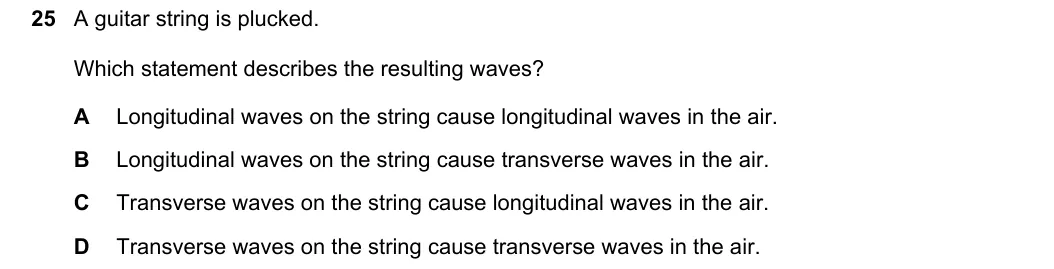 25 A guitar string is plucked.
Which statement describes the resulting waves?
A Longitudinal waves on the string cause longitudinal waves in the air.
B Longitudinal waves on the string cause transverse waves in the air.
C Transverse waves on the string cause longitudinal waves in the air.
D Transverse waves on the string cause transverse waves in the air.